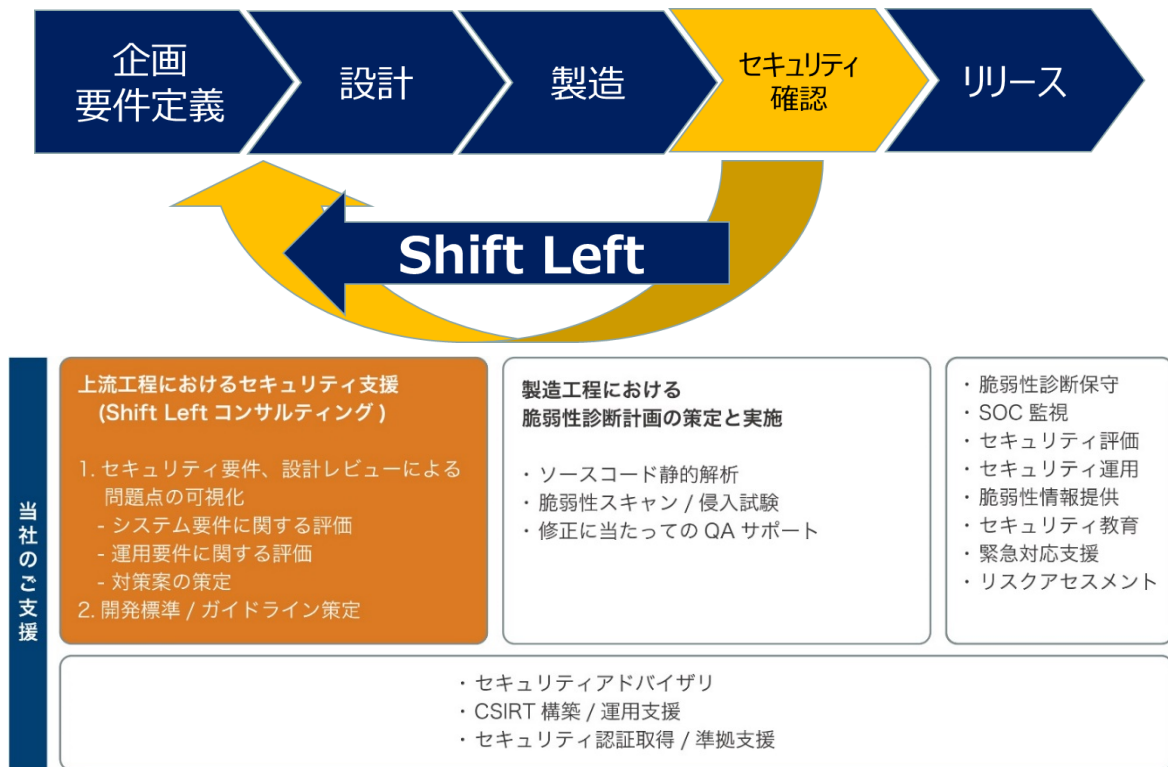 企画
要件定義
設計
製造
セキュリティ
確認
リリース
Shift Left
当社のご支援
上流工程におけるセキュリティ支援
(Shift Left コンサルティング )
1. セキュリティ要件、設計レビューによる
問題点の可視化
- システム要件に関する評価
- 運用要件に関する評価
- 対策案の策定
2. 開発標準 / ガイドライン策定
製造工程における
脆弱性診断計画の策定と実施
・ソースコード静的解析
・脆弱性スキャン / 侵入試験
・修正に当たっての QA サポート
・脆弱性診断保守
・SOC 監視
・セキュリティ評価
・セキュリティ運用
・脆弱性情報提供
・セキュリティ教育
・緊急対応支援
・リスクアセスメント
・セキュリティアドバイザリ
・CSIRT 構築 / 運用支援
・セキュリティ認証取得 / 準拠支援